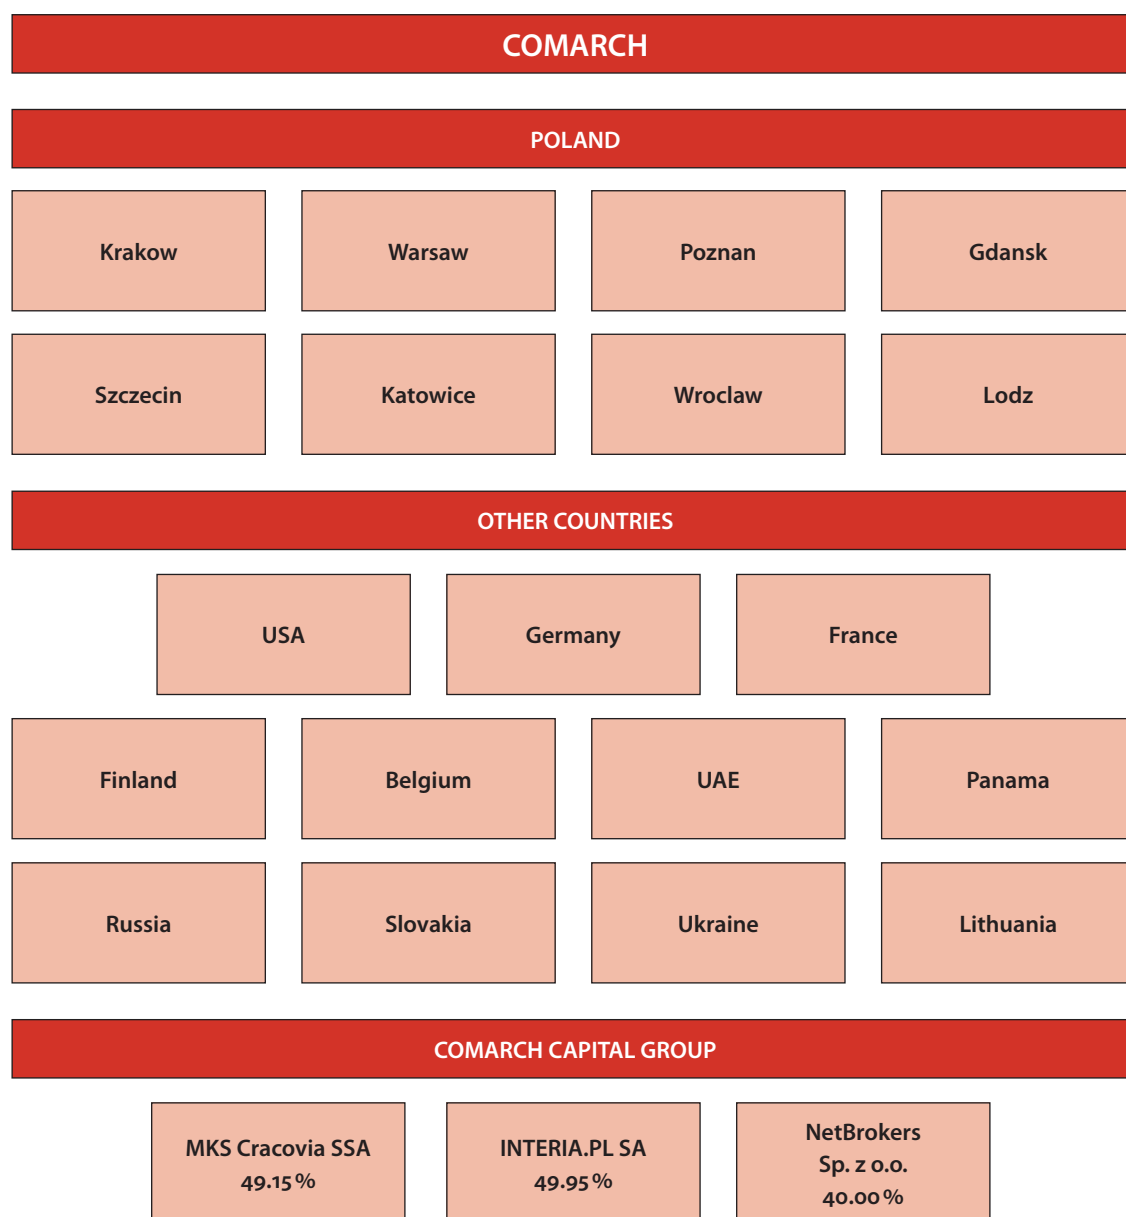 COMARCH
POLAND
Krakow
Warsaw
Poznan
Gdansk
Szczecin
Katowice
Wroclaw
Lodz
OTHER COUNTRIES
USA
Germany
France
Finland
Belgium
UAE
Panama
Russia
Slovakia
Ukraine
Lithuania
COMARCH CAPITAL GROUP
MKS Cracovia SSA
49.15 %
INTERIA.PL SA
49.95 %
NetBrokers
Sp. z o.o.
40.00 %